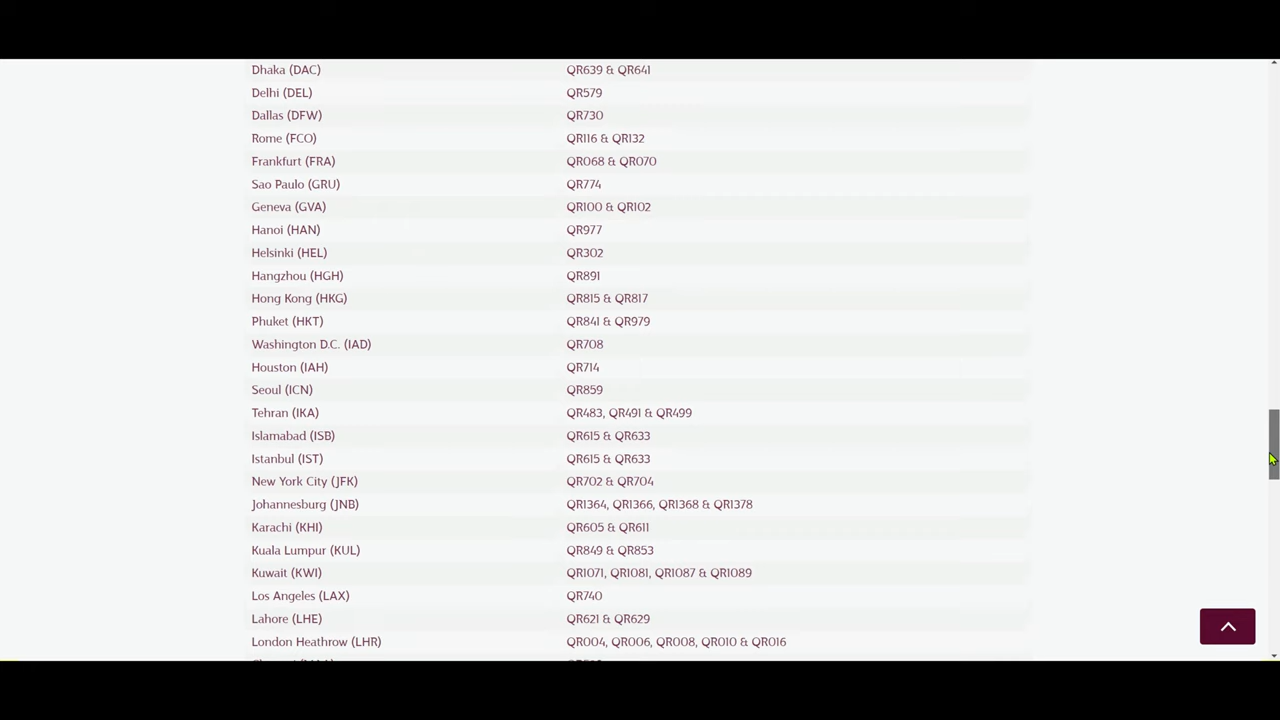 Dhaka (DAC) QR639 & QR641
Delhi (DEL) QR579
Dallas (DFW) QR730
Rome (FCO) QR116 & QR132
Frankfurt (FRA) QR068 & QR070
Sao Paulo (GRU) QR774
Geneva (GVA) QR100 & QR102
Hanoi (HAN) QR977
Helsinki (HEL) QR302
Hangzhou (HGH) QR891
Hong Kong (HKG) QR815 & QR817
Phuket (HKT) QR841 & QR979
Washington D.C. (IAD) QR708
Houston (IAH) QR714
Seoul (ICN) QR859
Tehran (IKA) QR483, QR491 & QR499
Islamabad (ISB) QR615 & QR633
Istanbul (IST) QR615 & QR633
New York City (JFK) QR702 & QR704
Johannesburg (JNB) QR1364, QR1366, QR1368 & QR1378
Karachi (KHI) QR605 & QR611
Kuala Lumpur (KUL) QR849 & QR853
Kuwait (KWI) QR1071, QR1081, QR1087 & QR1089
Los Angeles (LAX) QR740
Lahore (LHE) QR621 & QR629
London Heathrow (LHR) QR004, QR006, QR008, QR010 & QR016